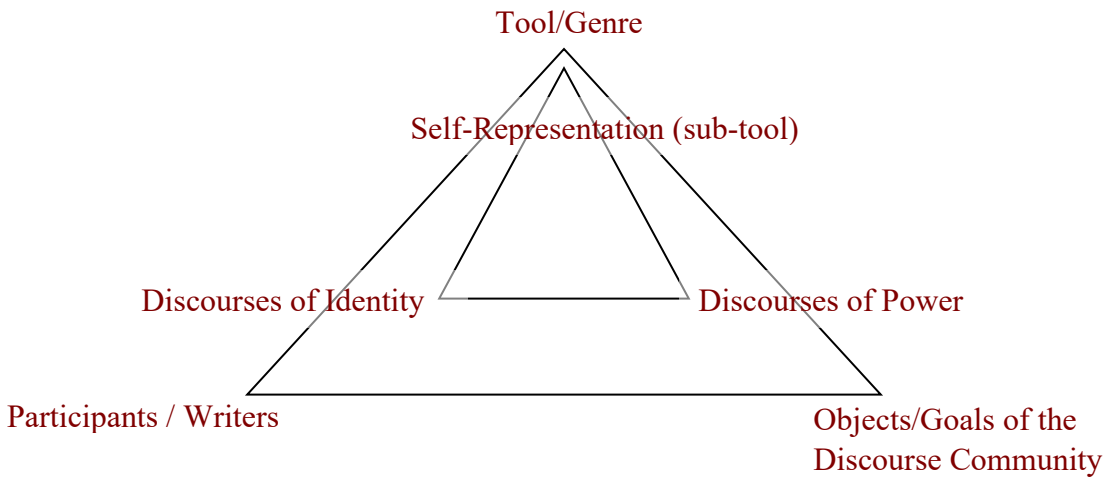 Tool/Genre
Self-Representation (sub-tool)
Discourses of Identity
Discourses of Power
Participants / Writers
Objects/Goals of the
Discourse Community